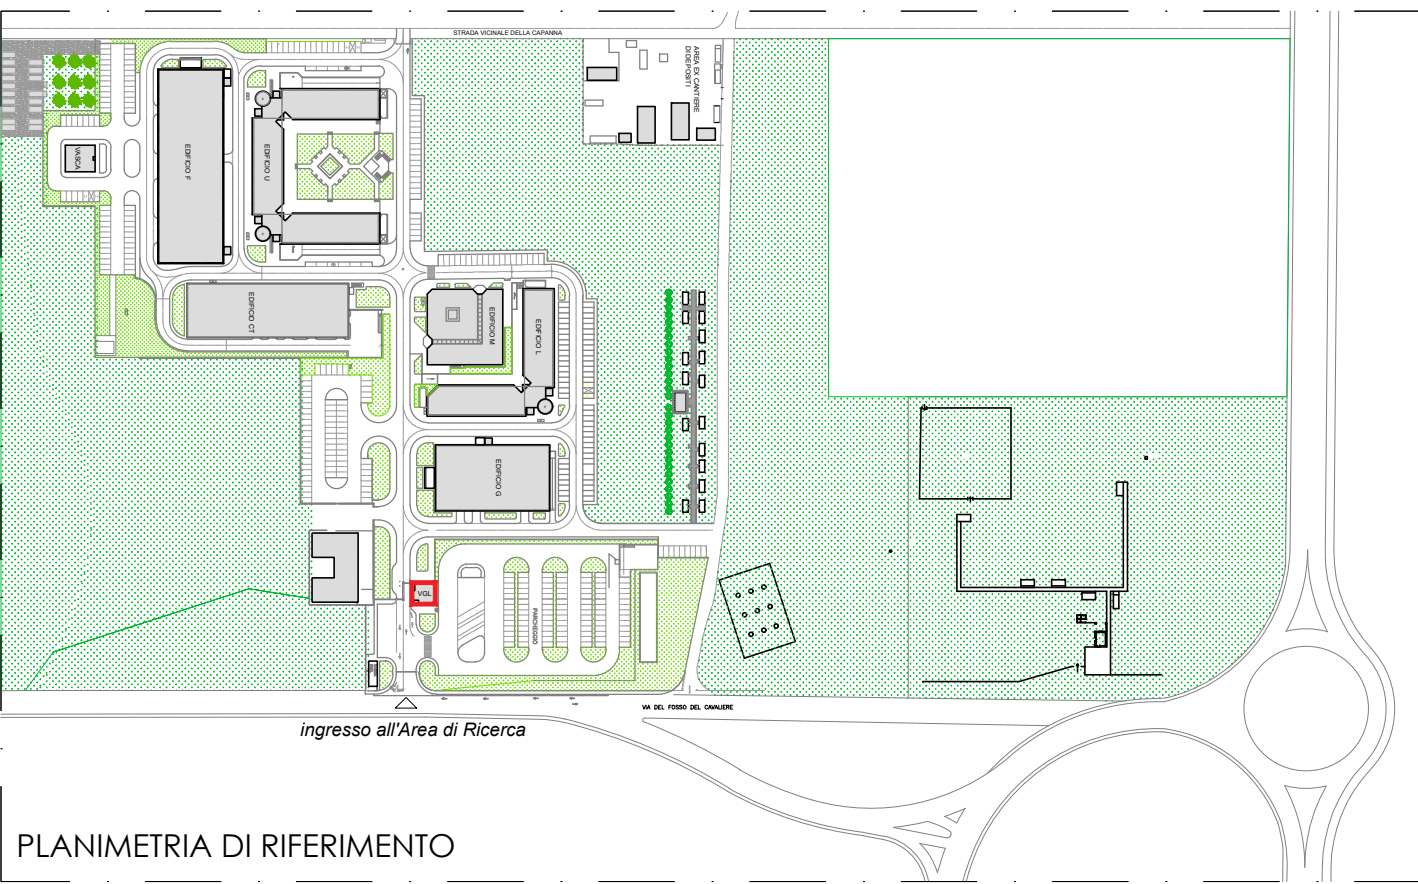 STRADA VICINALE DELLA CAPANNA
AREA EX CANTIERE
DI DEPOSITI
VASCA
EDIFICIO F
EDIFICIO U
EDIFICIO CT
EDIFICIO M
EDIFICIO L
EDIFICIO G
VGL
PARCHEGGIO
VIA DEL FOSSO DEL CAVALIERE
ingresso all'Area di Ricerca
PLANIMETRIA DI RIFERIMENTO